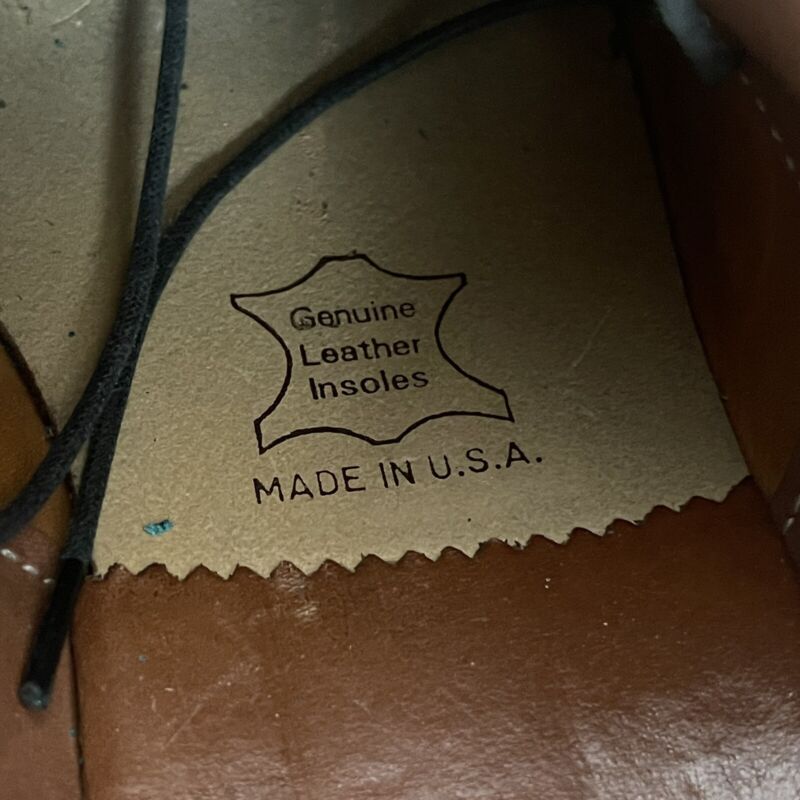 Genuine
Leather
Insoles
MADE IN U.S.A.